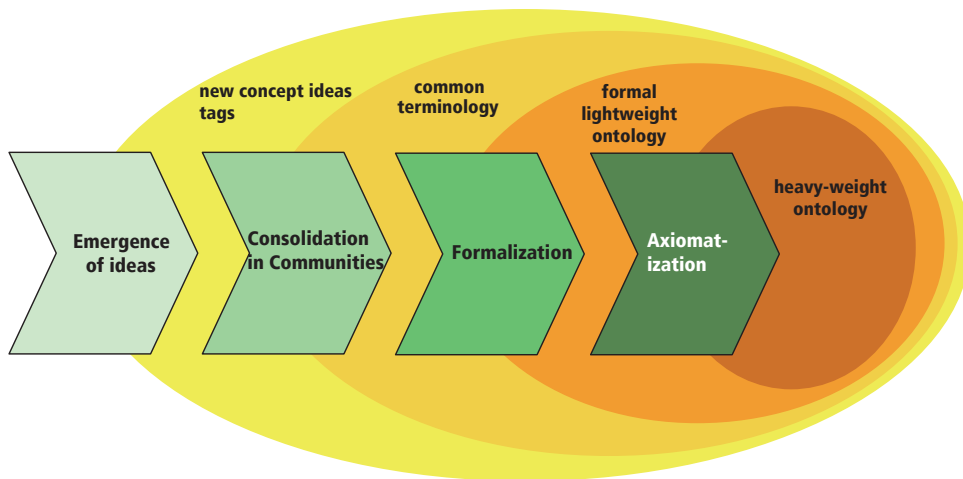 new concept ideas
tags
common
terminology
formal
lightweight
ontology
heavy-weight
ontology
Emergence
of ideas
Consolidation
in Communities
Formalization
Axiomat-
ization